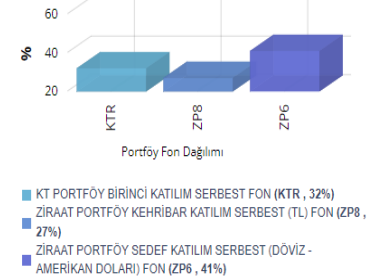 60
40
20
%
KTR
ZP8
ZP6
Portföy Fon Dağılımı
KT PORTFÖY BİRİNCİ KATILIM SERBEST FON (KTR , 32%)
ZİRAAT PORTFÖY KEHRİBAR KATILIM SERBEST (TL) FON (ZP8 ,
27%)
ZİRAAT PORTFÖY SEDEF KATILIM SERBEST (DÖVİZ -
AMERİKAN DOLARI) FON (ZP6 , 41%)